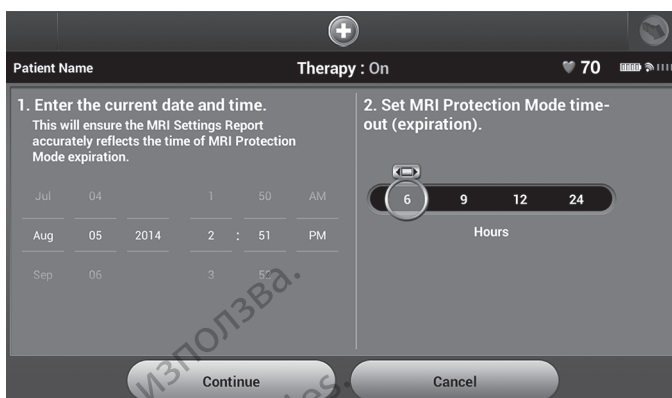 Patient Name
Therapy : On
70
1. Enter the current date and time.
This will ensure the MRI Settings Report
accurately reflects the time of MRI Protection
Mode expiration.
Jul 04 1 50 AM
Aug 05 2014 2 : 51 PM
Sep 06 3
2. Set MRI Protection Mode time-
out (expiration).
6 9 12 24
Hours
Continue
Cancel
използва.